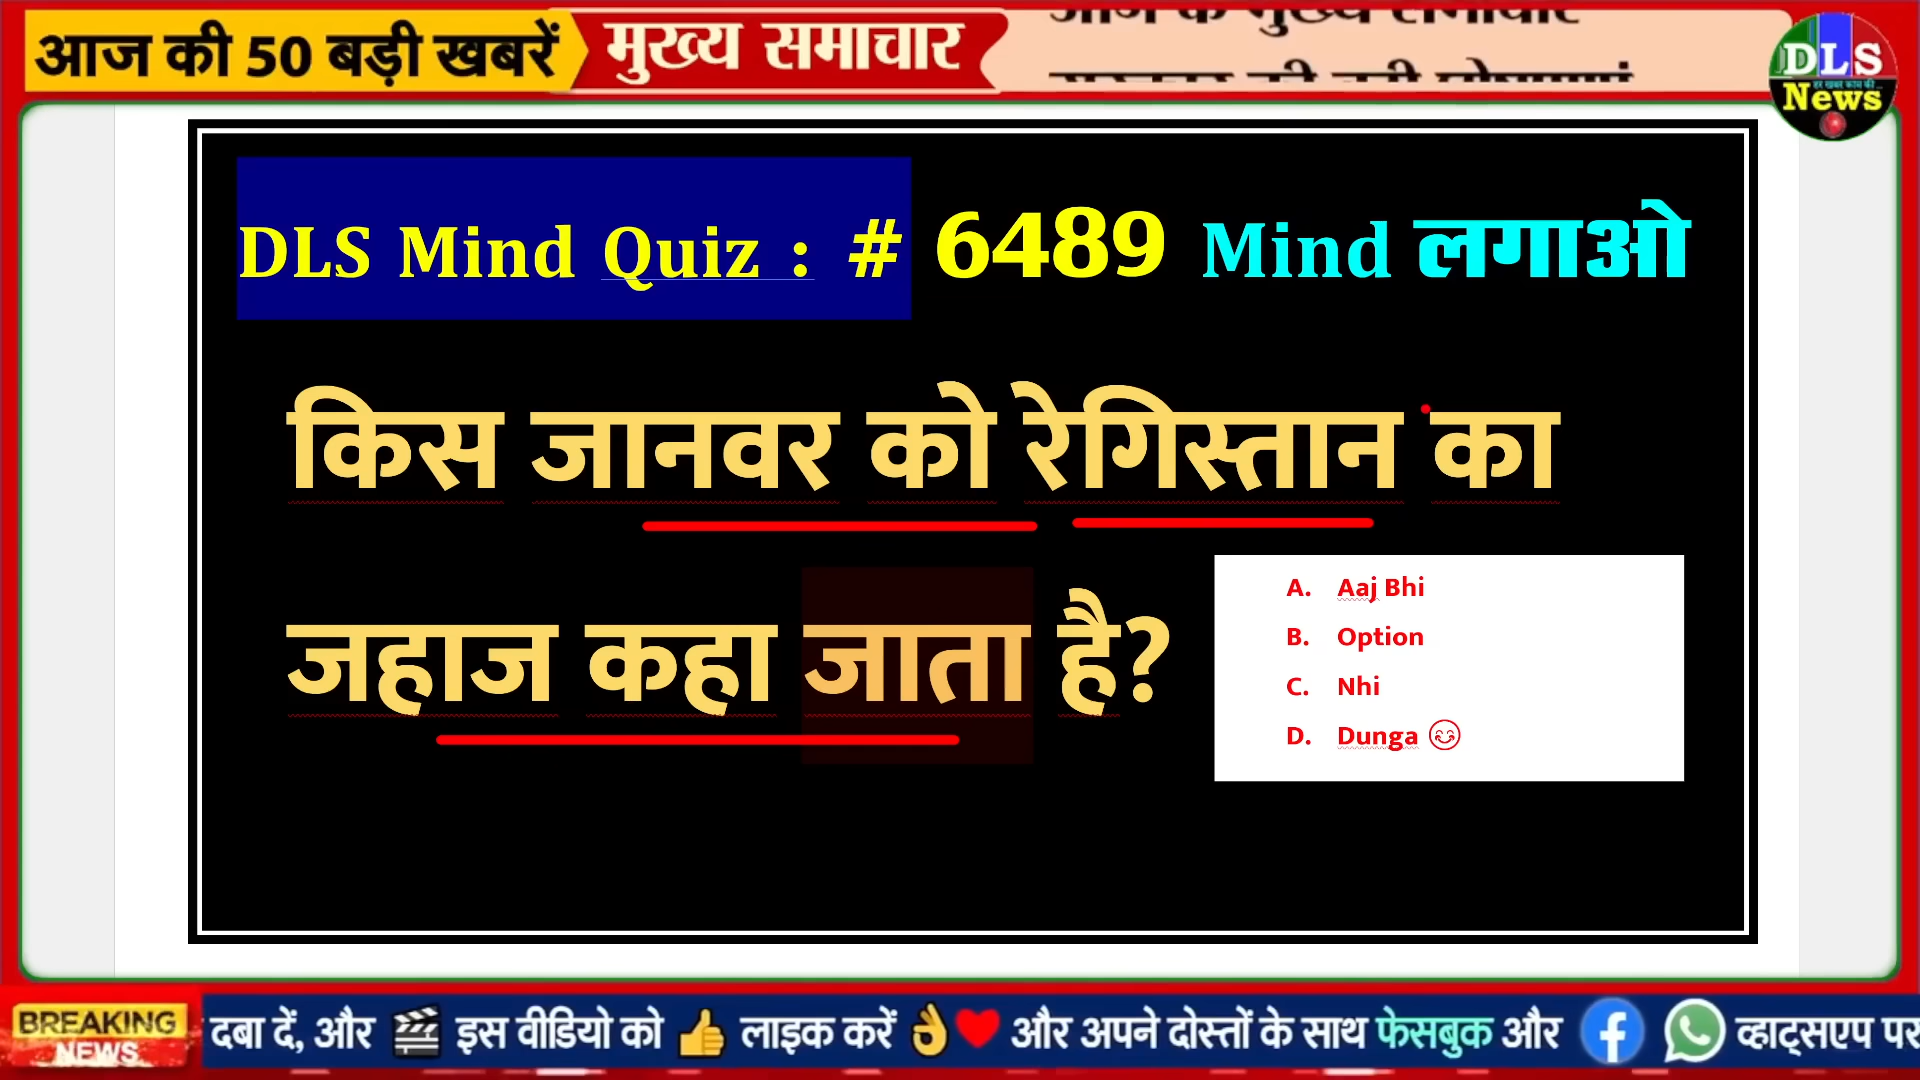 आज की 50 बड़ी खबरें
मुख्य समाचार
DLS
News
DLS Mind Quiz : # 6489 Mind लगाओ
किस जानवर को रेगिस्तान का
जहाज कहा जाता है?
A. Aaj Bhi
B. Option
C. Nhi
D. Dunga 😊
BREAKING
NEWS
दबा दें, और 🎬 इस वीडियो को 👍 लाइक करें 👌❤️ और अपने दोस्तों के साथ फेसबुक और व्हाट्सएप पर